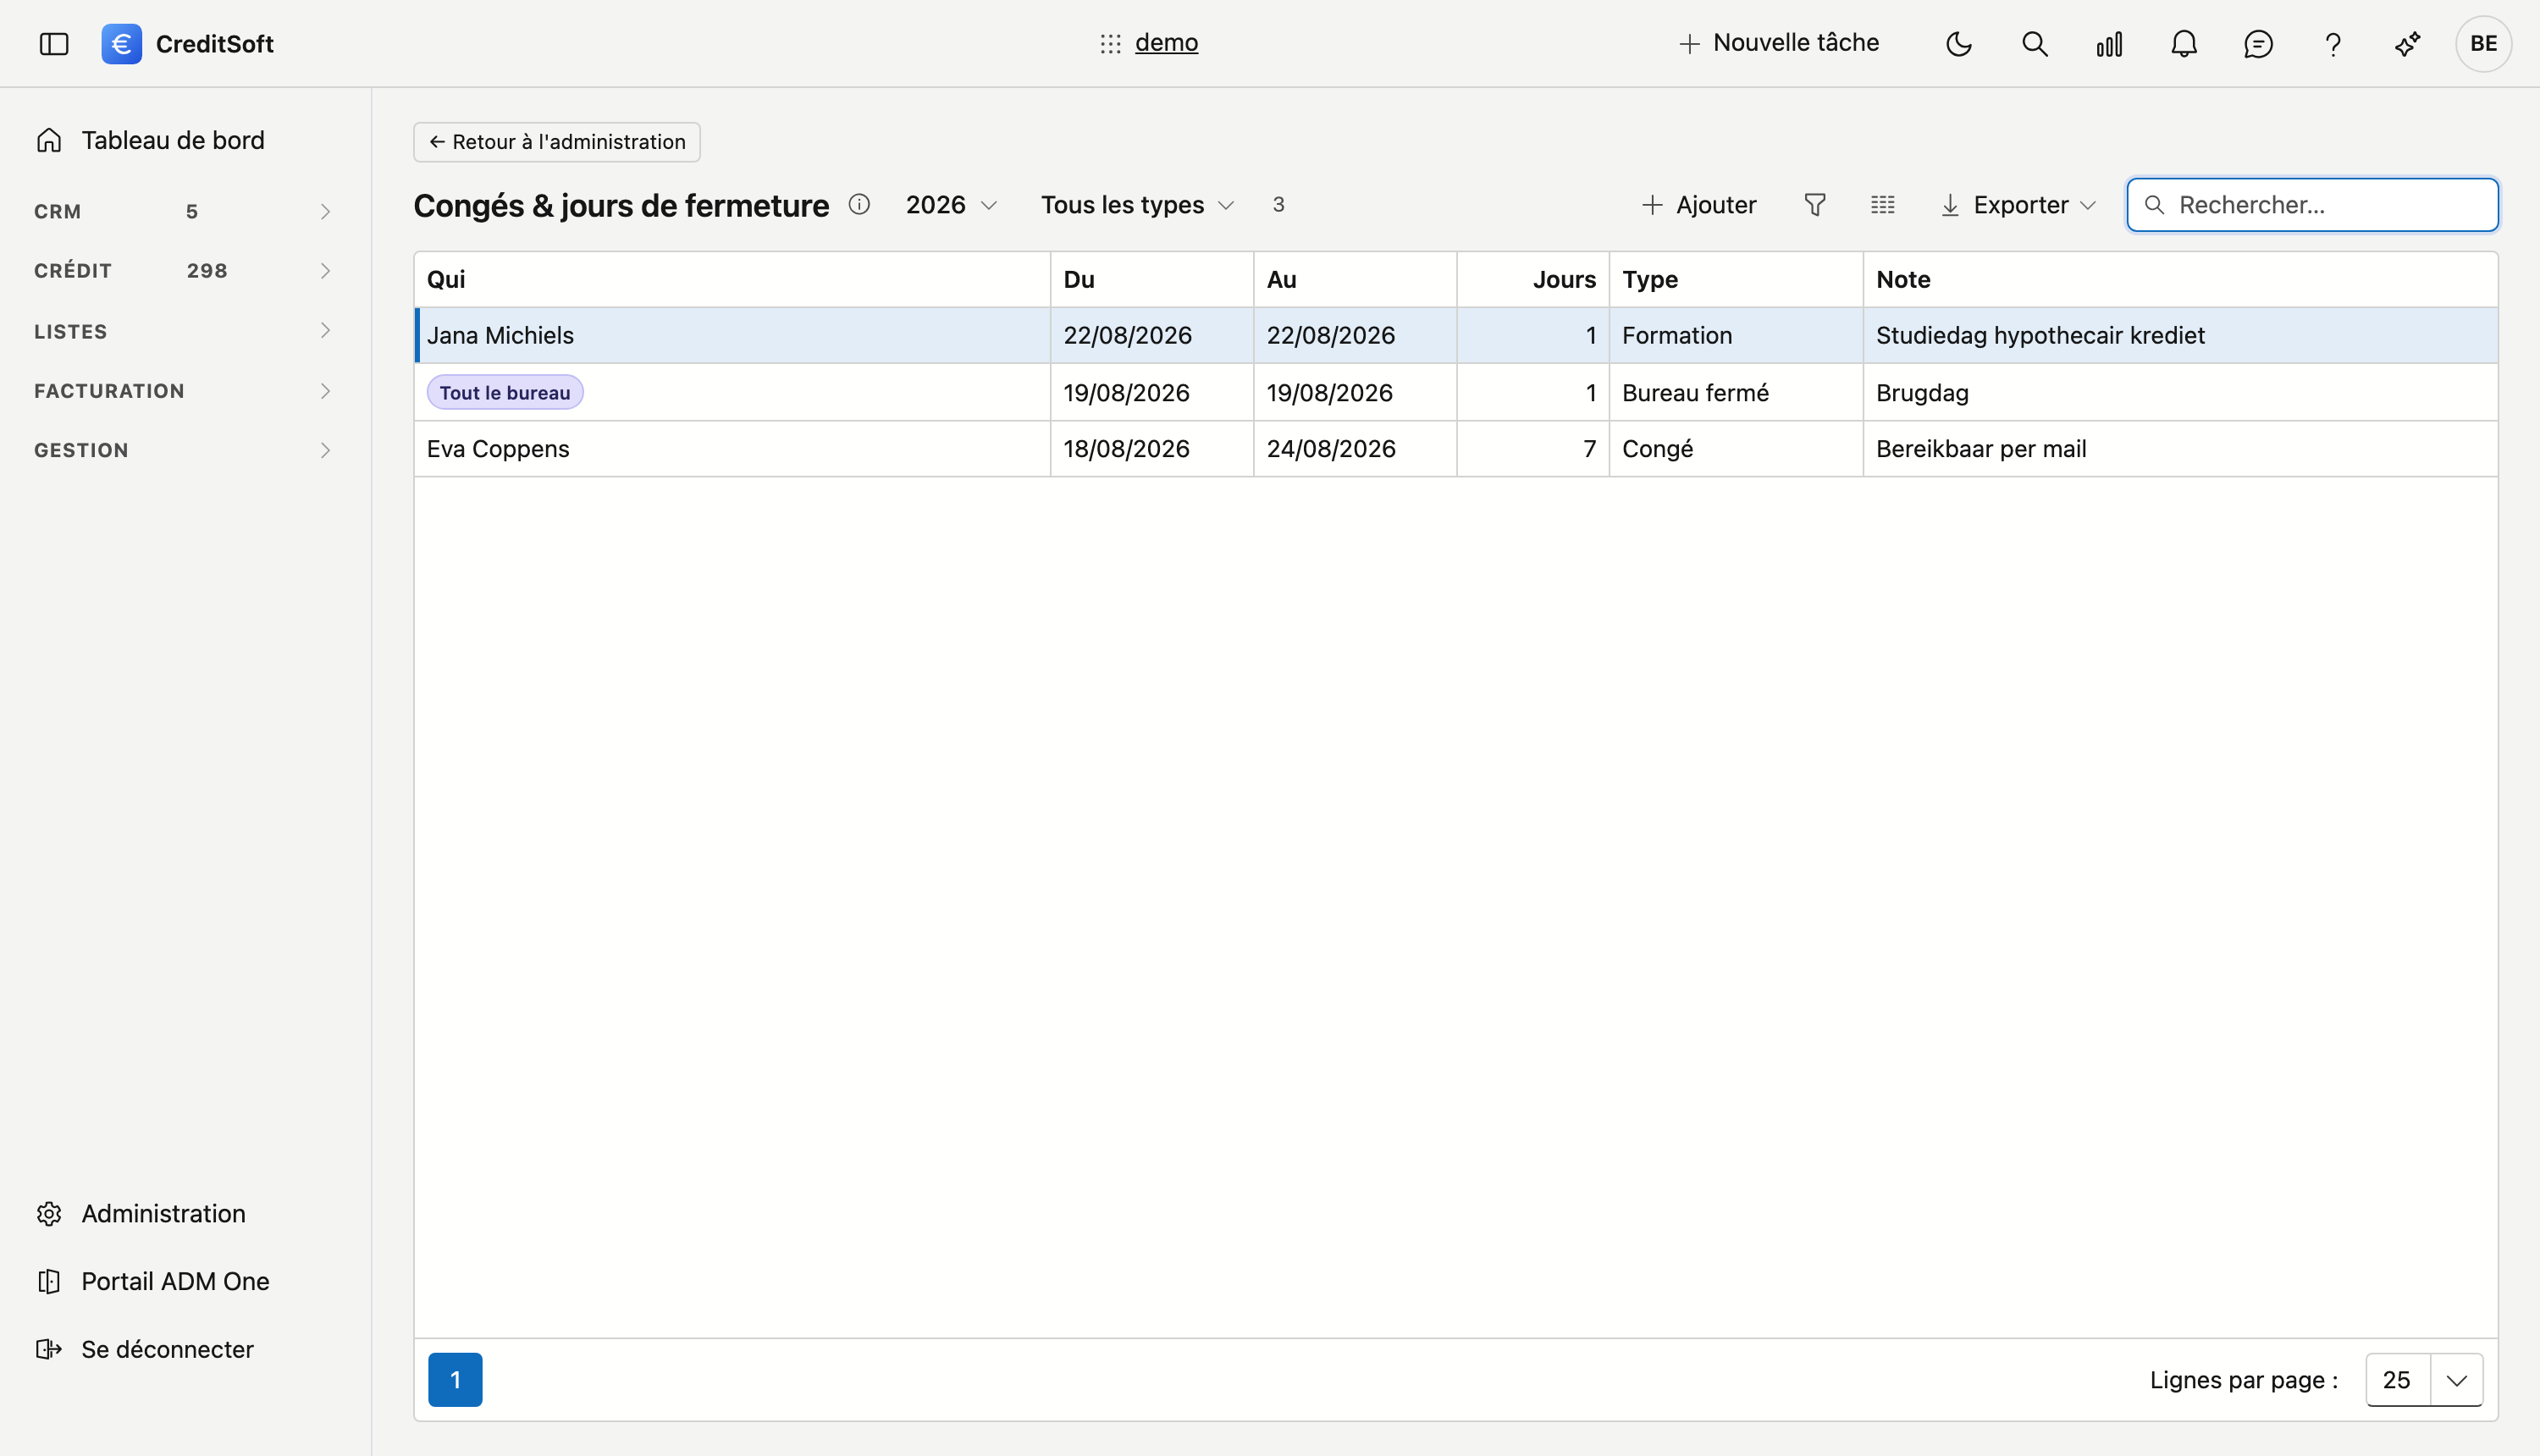 CreditSoft
demo
Nouvelle tâche
BE
Tableau de bord
CRM 5
CRÉDIT 298
LISTES
FACTURATION
GESTION
Administration
Portail ADM One
Se déconnecter
← Retour à l'administration
Congés & jours de fermeture 2026 Tous les types 3
Ajouter Exporter Rechercher...
Qui Du Au Jours Type Note
Jana Michiels 22/08/2026 22/08/2026 1 Formation Studiedag hypothecair krediet
Tout le bureau 19/08/2026 19/08/2026 1 Bureau fermé Brugdag
Eva Coppens 18/08/2026 24/08/2026 7 Congé Bereikbaar per mail
1 Lignes par page : 25